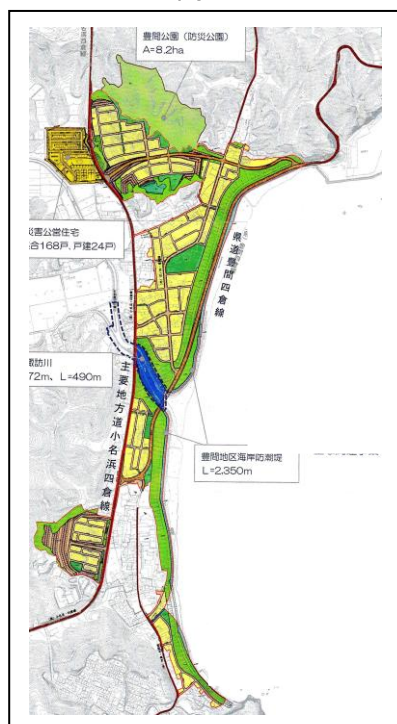 豊間公園（防災公園）
A=8.2ha
災害公営住宅
合168戸,戸建24戸）
県道豊間四倉線
諏訪川
72m、L=490m
主要地方道小名浜四倉線
豊間地区海岸防潮堤
L=2,350m